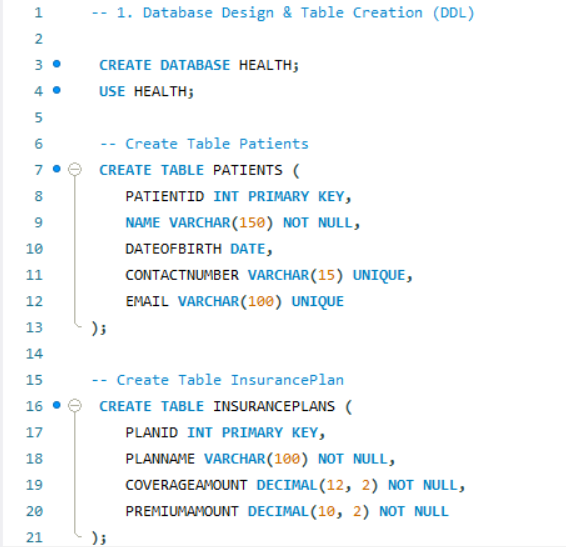 1 -- 1. Database Design & Table Creation (DDL)
2
3 CREATE DATABASE HEALTH;
4 USE HEALTH;
5
6 -- Create Table Patients
7 CREATE TABLE PATIENTS (
8 PATIENTID INT PRIMARY KEY,
9 NAME VARCHAR(150) NOT NULL,
10 DATEOFBIRTH DATE,
11 CONTACTNUMBER VARCHAR(15) UNIQUE,
12 EMAIL VARCHAR(100) UNIQUE
13 );
14
15 -- Create Table InsurancePlan
16 CREATE TABLE INSURANCEPLANS (
17 PLANID INT PRIMARY KEY,
18 PLANNAME VARCHAR(100) NOT NULL,
19 COVERAGEAMOUNT DECIMAL(12, 2) NOT NULL,
20 PREMIUMAMOUNT DECIMAL(10, 2) NOT NULL
21 );